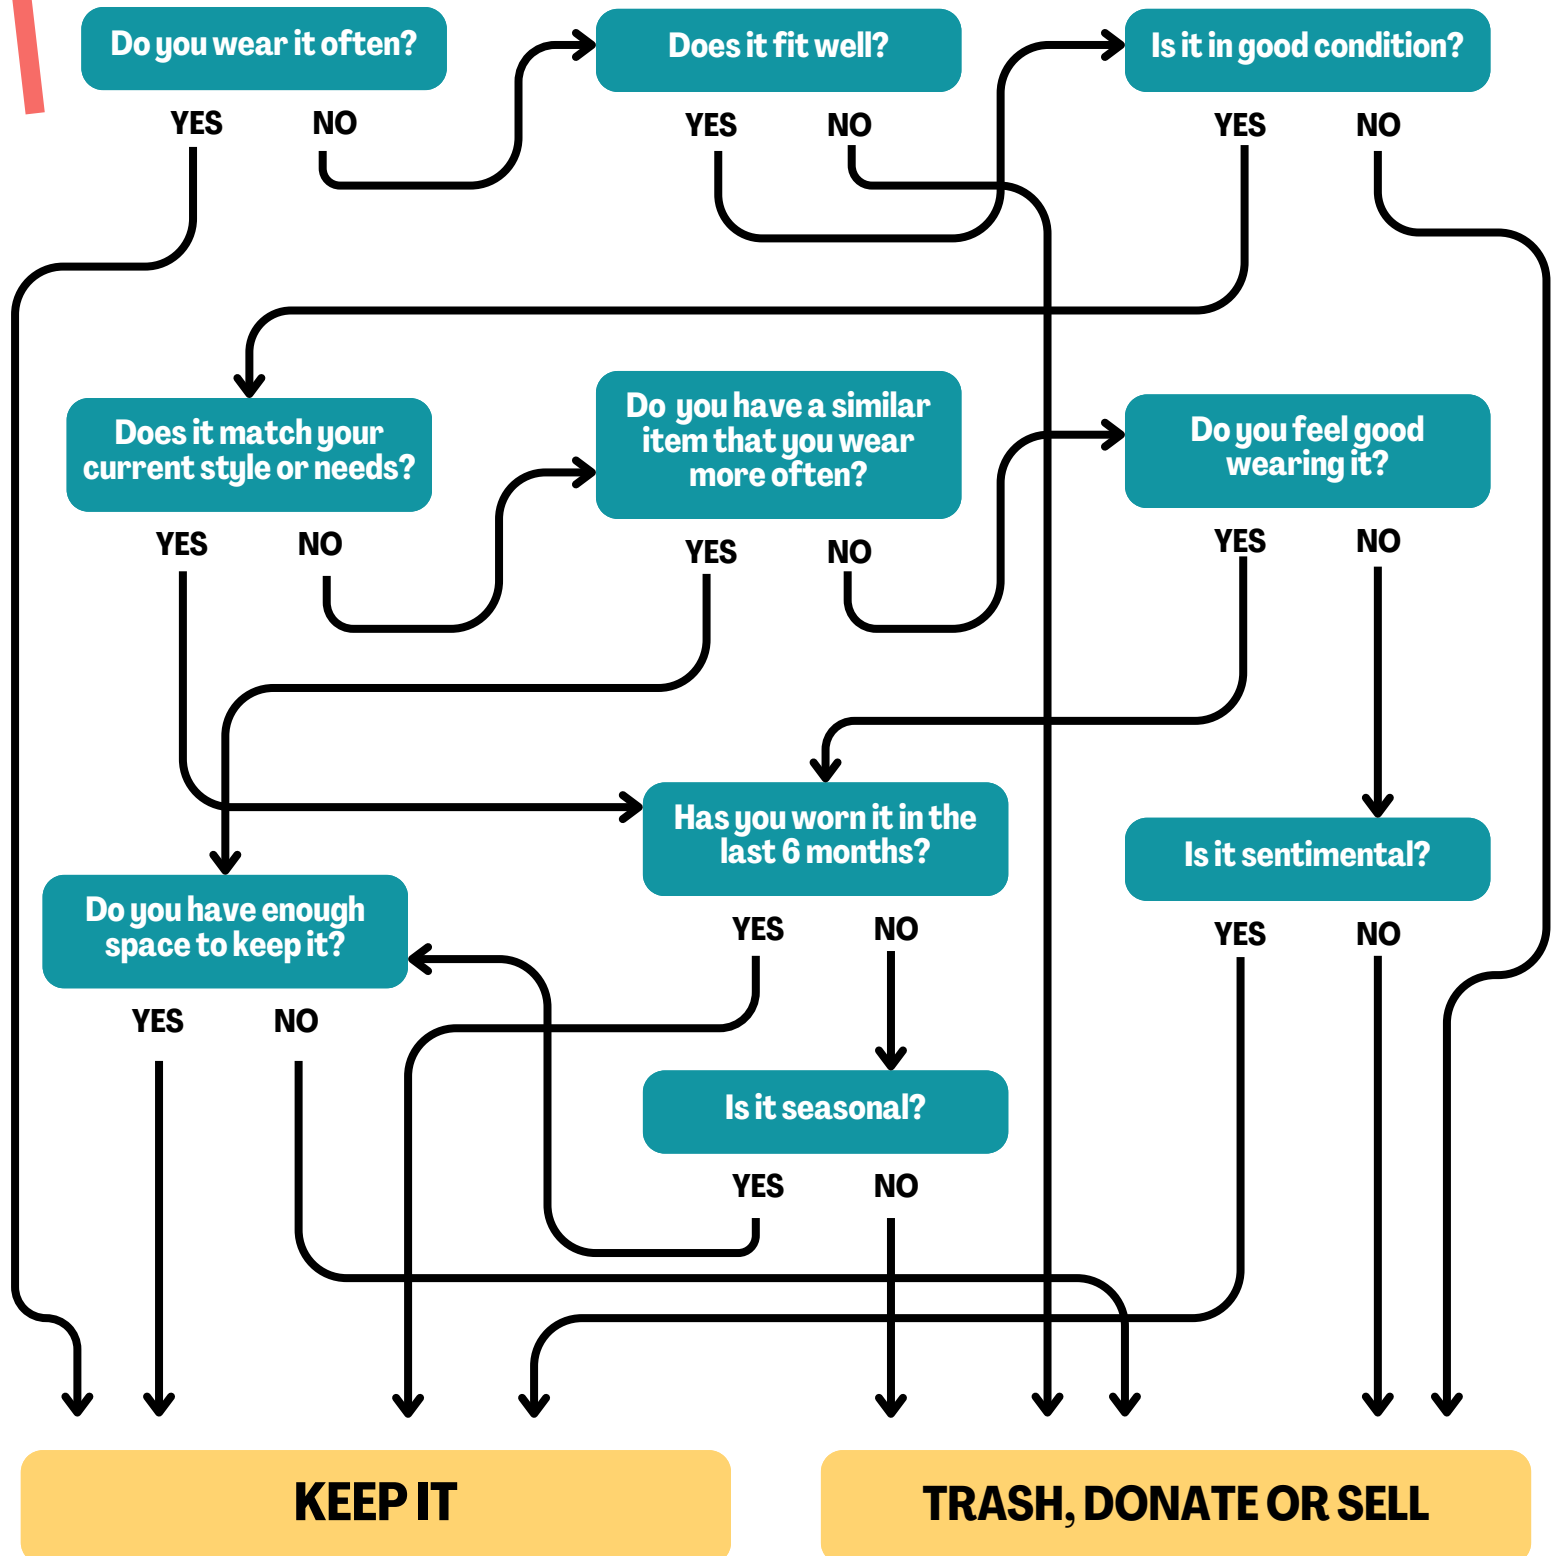 Do you wear it often?
Does it fit well?
Is it in good condition?
YES NO
YES NO
YES NO
Does it match your
current style or needs?
Do you have a similar
item that you wear
more often?
Do you feel good
wearing it?
YES NO
YES NO
YES NO
Has you worn it in the
last 6 months?
Is it sentimental?
Do you have enough
space to keep it?
YES NO
YES NO
YES NO
Is it seasonal?
YES NO
KEEP IT
TRASH, DONATE OR SELL